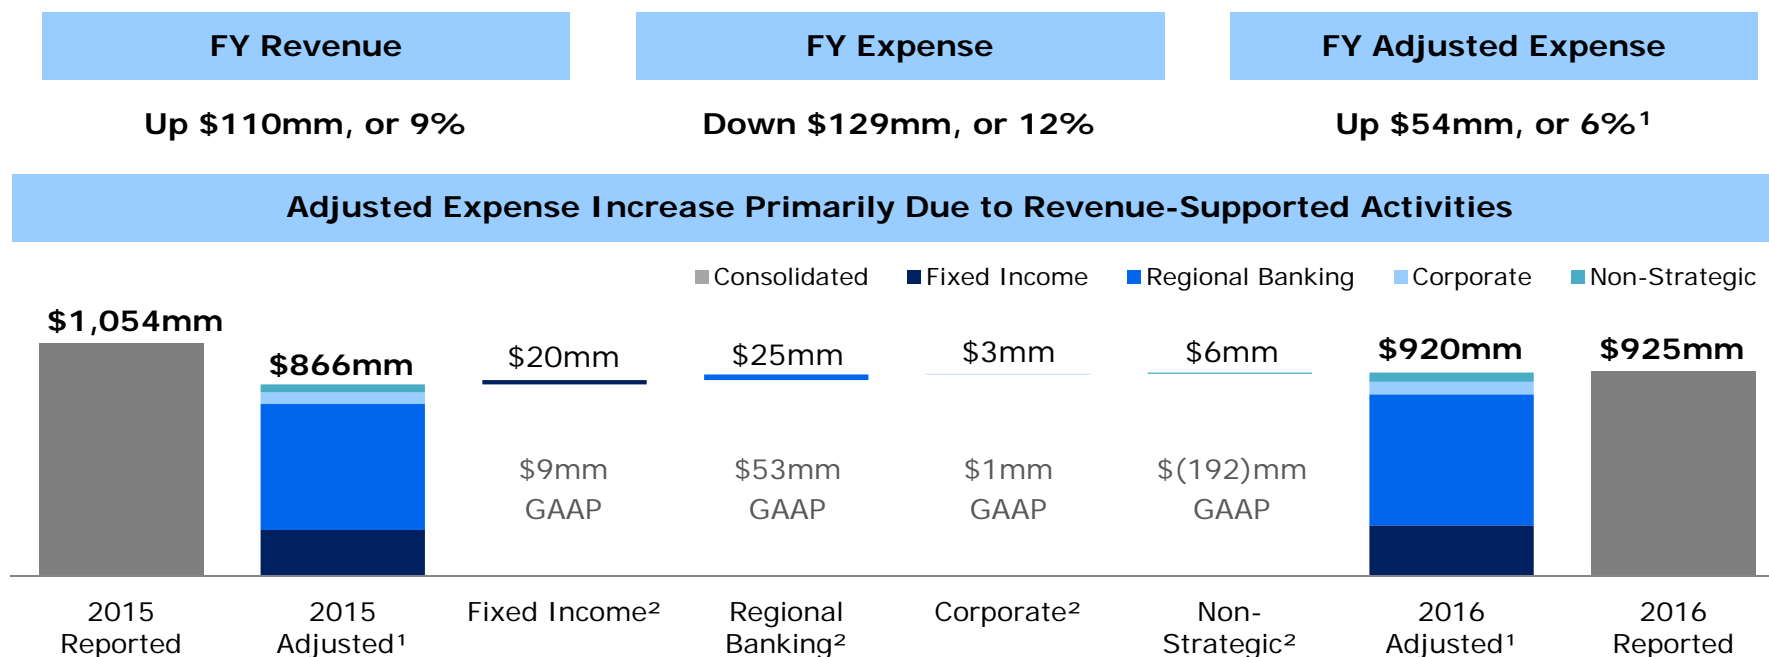 FY Revenue
FY Expense
FY Adjusted Expense
Up $110mm, or 9%
Down $129mm, or 12%
Up $54mm, or 6%¹
Adjusted Expense Increase Primarily Due to Revenue-Supported Activities
Consolidated
Fixed Income
Regional Banking
Corporate
Non-Strategic
$1,054mm
$866mm
$20mm
$25mm
$3mm
$6mm
$920mm
$925mm
$9mm
GAAP
$53mm
GAAP
$1mm
GAAP
$(192)mm
GAAP
2015
Reported
2015
Adjusted¹
Fixed Income²
Regional
Banking²
Corporate²
Non-
Strategic²
2016
Adjusted¹
2016
Reported